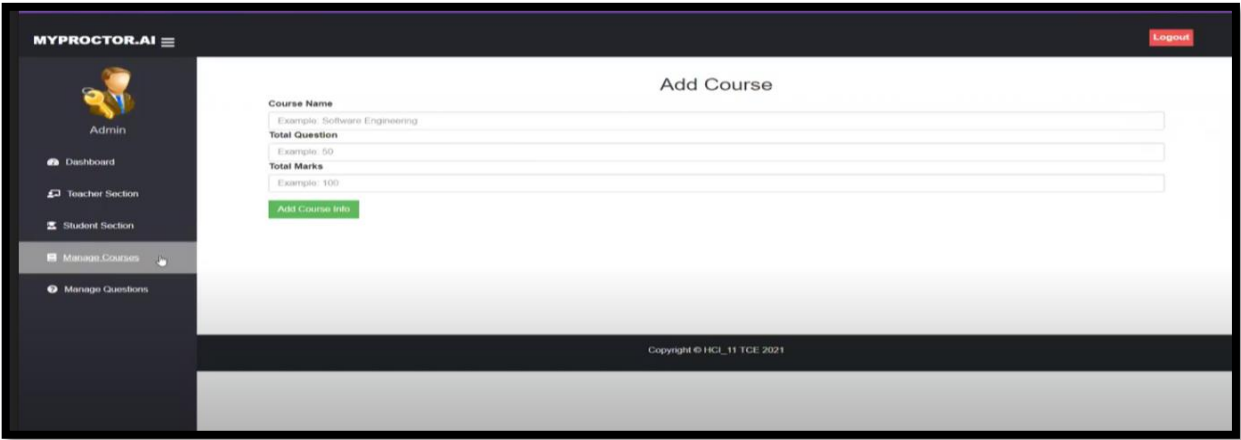 MYPROCTOR.AI
Logout
Admin
Dashboard
Teacher Section
Student Section
Manage Courses
Manage Questions
Add Course
Course Name
Example: Software Engineering
Total Question
Example: 50
Total Marks
Example: 100
Add Course Info
Copyright © HCI_11 TCE 2021